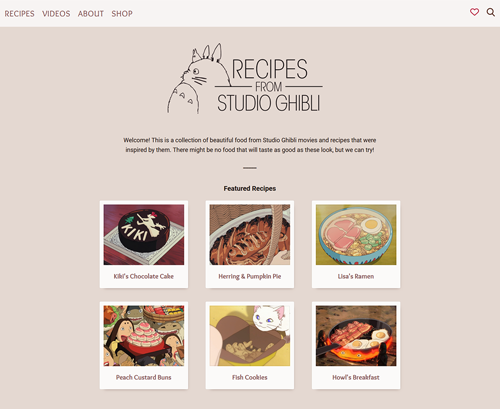 RECIPES VIDEOS ABOUT SHOP
RECIPES
FROM
STUDIO GHIBLI
Welcome! This is a collection of beautiful food from Studio Ghibli movies and recipes that were
inspired by them. There might be no food that will taste as good as these look, but we can try!
Featured Recipes
KIKI
Kiki's Chocolate Cake
Herring & Pumpkin Pie
Lisa's Ramen
Peach Custard Buns
Fish Cookies
Howl's Breakfast